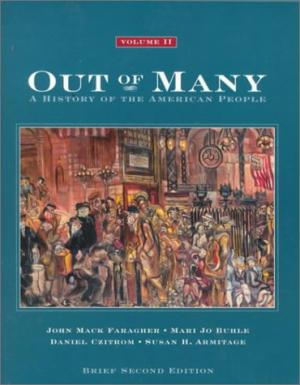 VOLUME II
OUT OF MANY
A HISTORY OF THE AMERICAN PEOPLE
JOHN MACK FARAGHER • MARI JO BUHLE
DANIEL CZITROM • SUSAN H. ARMITAGE
BRIEF SECOND EDITION